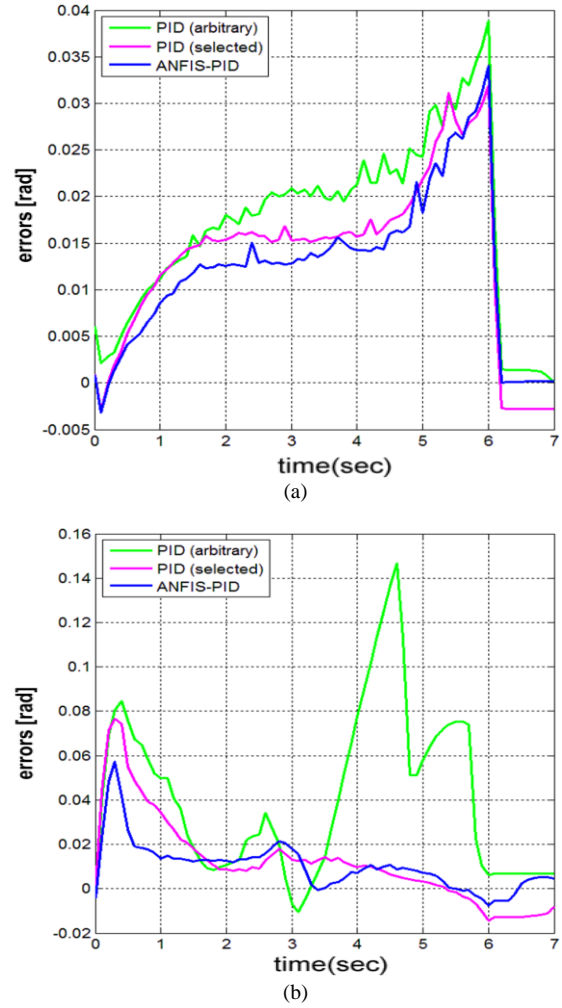 0.04
0.035
0.03
0.025
0.02
0.015
0.01
0.005
0
-0.005
errors [rad]
PID (arbitrary)
PID (selected)
ANFIS-PID
0 1 2 3 4 5 6 7
time(sec)
(a)
0.16
0.14
0.12
0.1
0.08
0.06
0.04
0.02
0
-0.02
errors [rad]
PID (arbitrary)
PID (selected)
ANFIS-PID
0 1 2 3 4 5 6 7
time(sec)
(b)